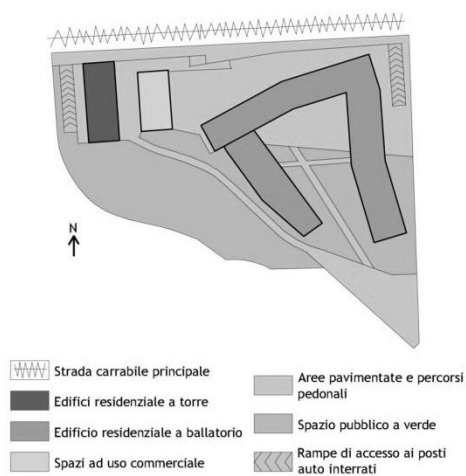 N
Strada carrabile principale
Edifici residenziale a torre
Edificio residenziale a ballatorio
Spazi ad uso commerciale
Aree pavimentate e percorsi
pedonali
Spazio pubblico a verde
Rampe di accesso ai posti
auto interrati